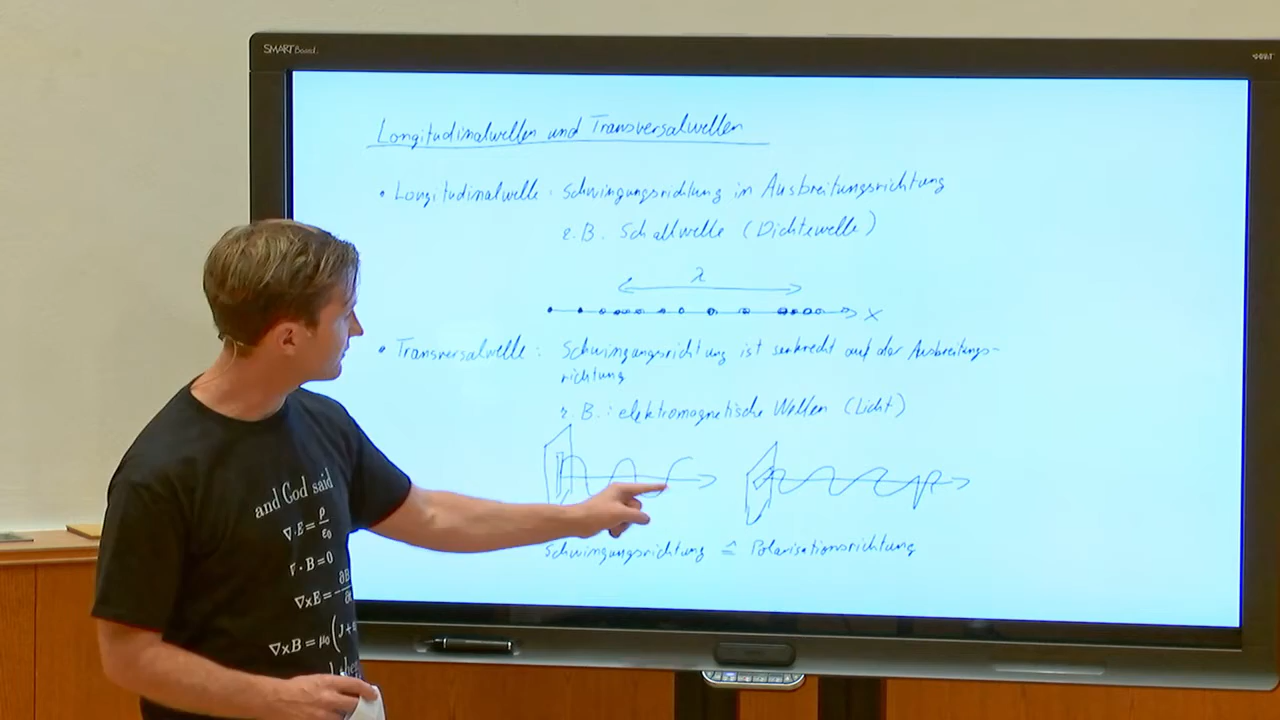 SMART Board
SMART
Longitudinalwellen und Transversalwellen
• Longitudinalwelle: Schwingungsrichtung in Ausbreitungsrichtung
z.B. Schallwelle (Dichtewelle)
λ
x
• Transversalwelle: Schwingungsrichtung ist senkrecht auf der Ausbreitungs-
richtung
z.B.: elektromagnetische Wellen (Licht)
Schwingungsrichtung ≙ Polarisationsrichtung
and God said
∇·E = ρ/ε₀
∇·B = 0
∇×E = -∂B/∂t
∇×B = μ₀(J+